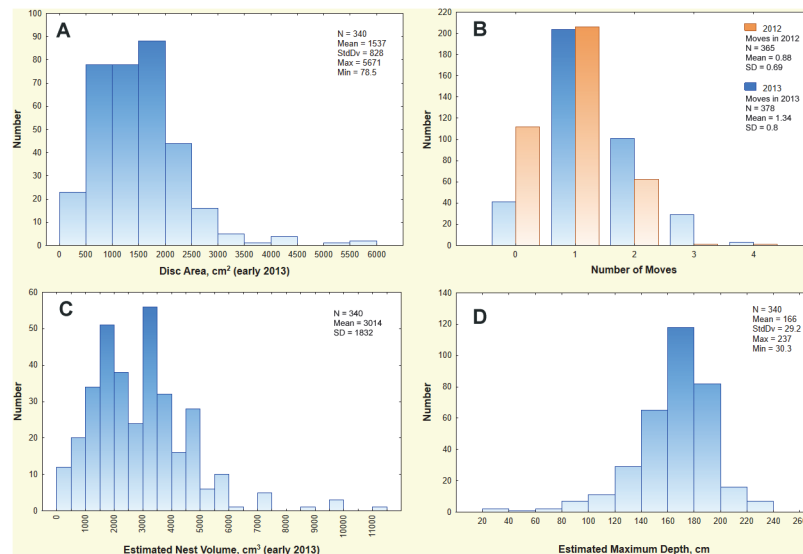 A
N = 340
Mean = 1537
StdDv = 828
Max = 5671
Min = 78.5
Number
100
90
80
70
60
50
40
30
20
10
0
0 500 1000 1500 2000 2500 3000 3500 4000 4500 5000 5500 6000
Disc Area, cm² (early 2013)
B
2012
Moves in 2012
N = 365
Mean = 0.88
SD = 0.69
2013
Moves in 2013
N = 378
Mean = 1.34
SD = 0.8
Number
220
200
180
160
140
120
100
80
60
40
20
0
0 1 2 3 4
Number of Moves
C
N = 340
Mean = 3014
SD = 1832
Number
60
50
40
30
20
10
0
0 1000 2000 3000 4000 5000 6000 7000 8000 9000 10000 11000
Estimated Nest Volume, cm³ (early 2013)
D
N = 340
Mean = 166
StdDv = 29.2
Max = 237
Min = 30.3
Number
140
120
100
80
60
40
20
0
20 40 60 80 100 120 140 160 180 200 220 240 260
Estimated Maximum Depth, cm